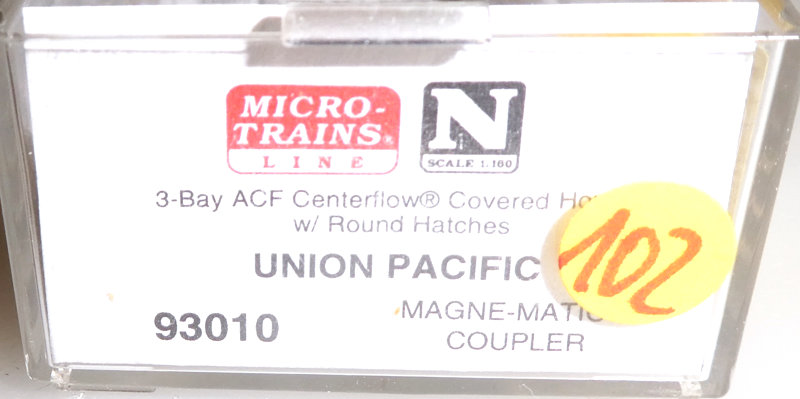 MICRO-
TRAINS®
LINE
N
SCALE 1:160
3-Bay ACF Centerflow® Covered
w/ Round Hatches
UNION PACIFIC
102
93010
MAGNE-MATIC
COUPLER